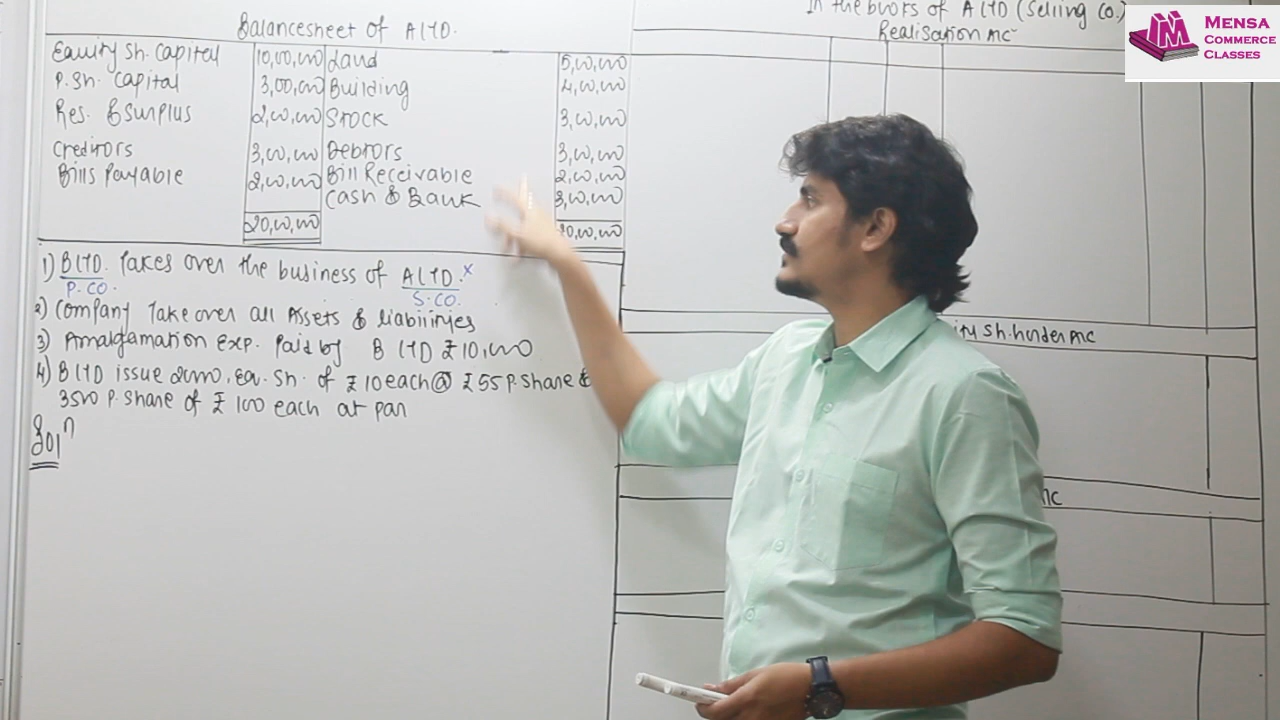 Balancesheet of A LTD.
Equity Sh. Capital 10,00,000 Land 5,00,000
P. Sh. Capital 3,00,000 Building 4,00,000
Res. & Surplus 2,00,000 Stock 3,00,000
Creditors 3,00,000 Debtors 3,00,000
Bills Payable 2,00,000 Bill Receivable 2,00,000
Cash & Bank 3,00,000
20,00,000 20,00,000
1) B LTD. Takes over the business of A LTD. x
P. CO. S. CO.
2) Company Take over all Assets & liabilities
3) Amalgamation Exp. Paid by B LTD ₹ 10,000
4) B LTD issue 2000, Eq. Sh. of ₹ 10 each @ ₹ 55 P. Share &
3500 P. Share of ₹ 100 each at par
Solⁿ
In the books of A LTD (Selling Co.)
Realisation A/c
Sh. holder A/c
MENSA
COMMERCE
CLASSES